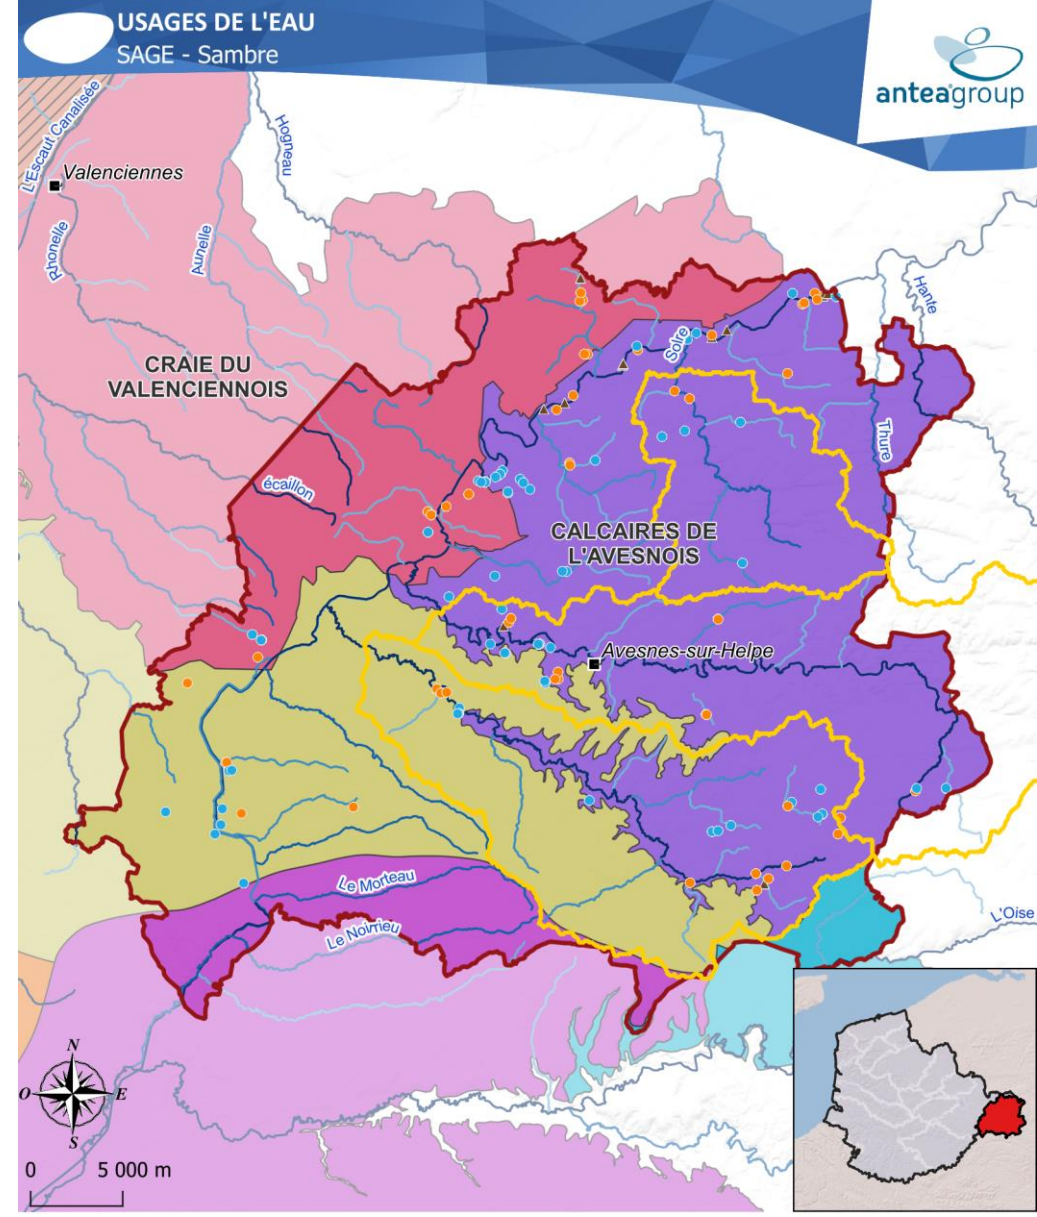 USAGES DE L'EAU
SAGE - Sambre
anteagroup
L'Escaut Canalisée
Hogneau
Valenciennes
Rhonelle
Aunelle
Hante
Solre
CRAIE DU
VALENCIENNOIS
Thure
écaillon
CALCAIRES DE
L'AVESNOIS
Avesnes-sur-Helpe
Le Morteau
Le Noirrieu
L'Oise
N
O
E
S
0
5 000 m